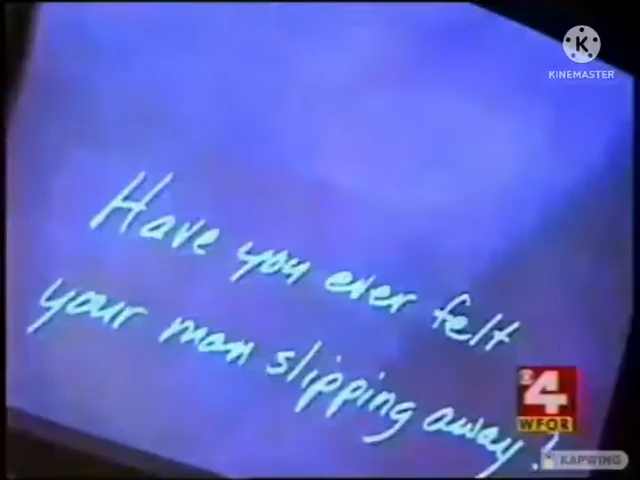 KINEMASTER
Have you ever felt
your man slipping away?
4
WFOR
KAPWING